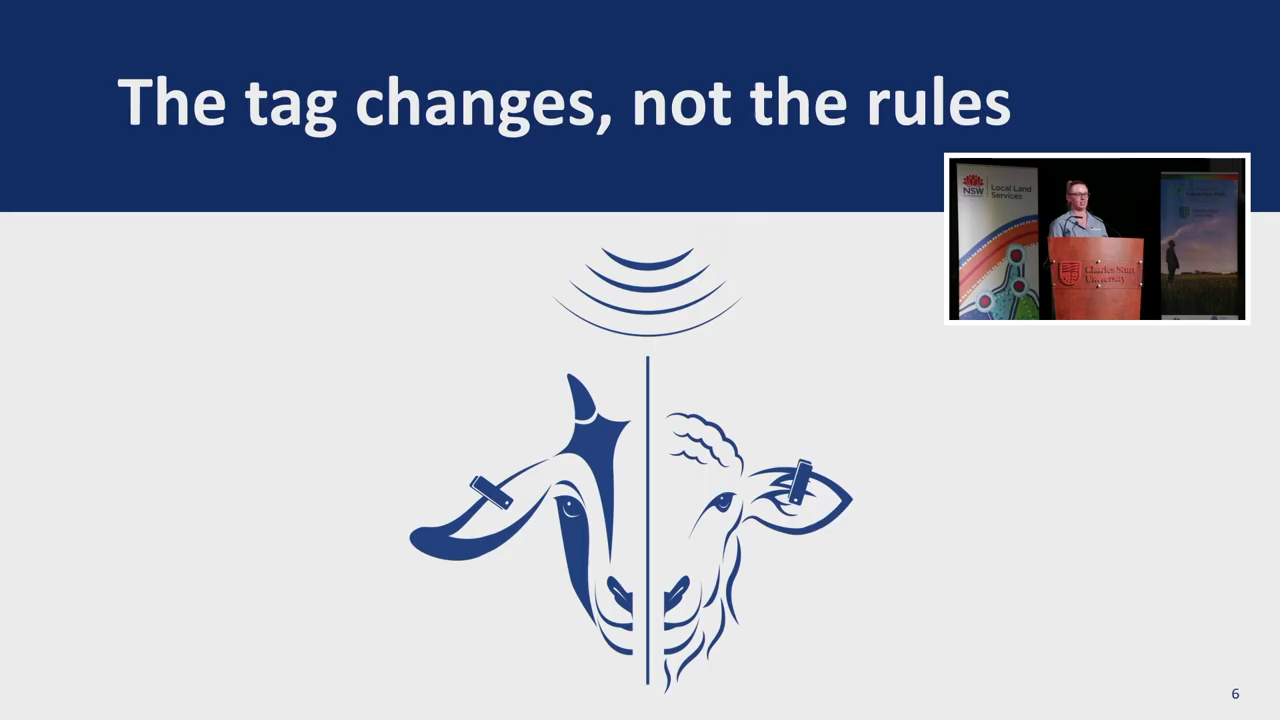 The tag changes, not the rules
NSW
Local Land
Services
Charles Sturt
University
6